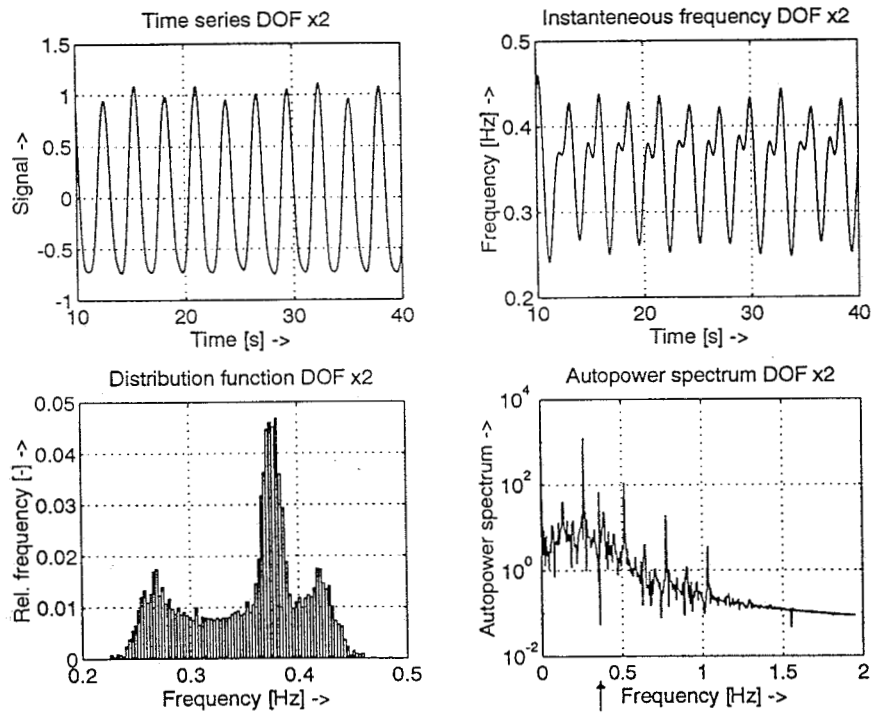 Time series DOF x2
1.5
1
0.5
0
-0.5
-1
Signal ->
10 20 30 40
Time [s] ->
Instanteneous frequency DOF x2
0.5
0.4
0.3
0.2
Frequency [Hz] ->
10 20 30 40
Time [s] ->
Distribution function DOF x2
0.05
0.04
0.03
0.02
0.01
0
Rel. frequency [-] ->
0.2 0.3 0.4 0.5
Frequency [Hz] ->
Autopower spectrum DOF x2
10^4
10^2
10^0
10^-2
Autopower spectrum ->
0 0.5 1 1.5 2
↑ Frequency [Hz] ->